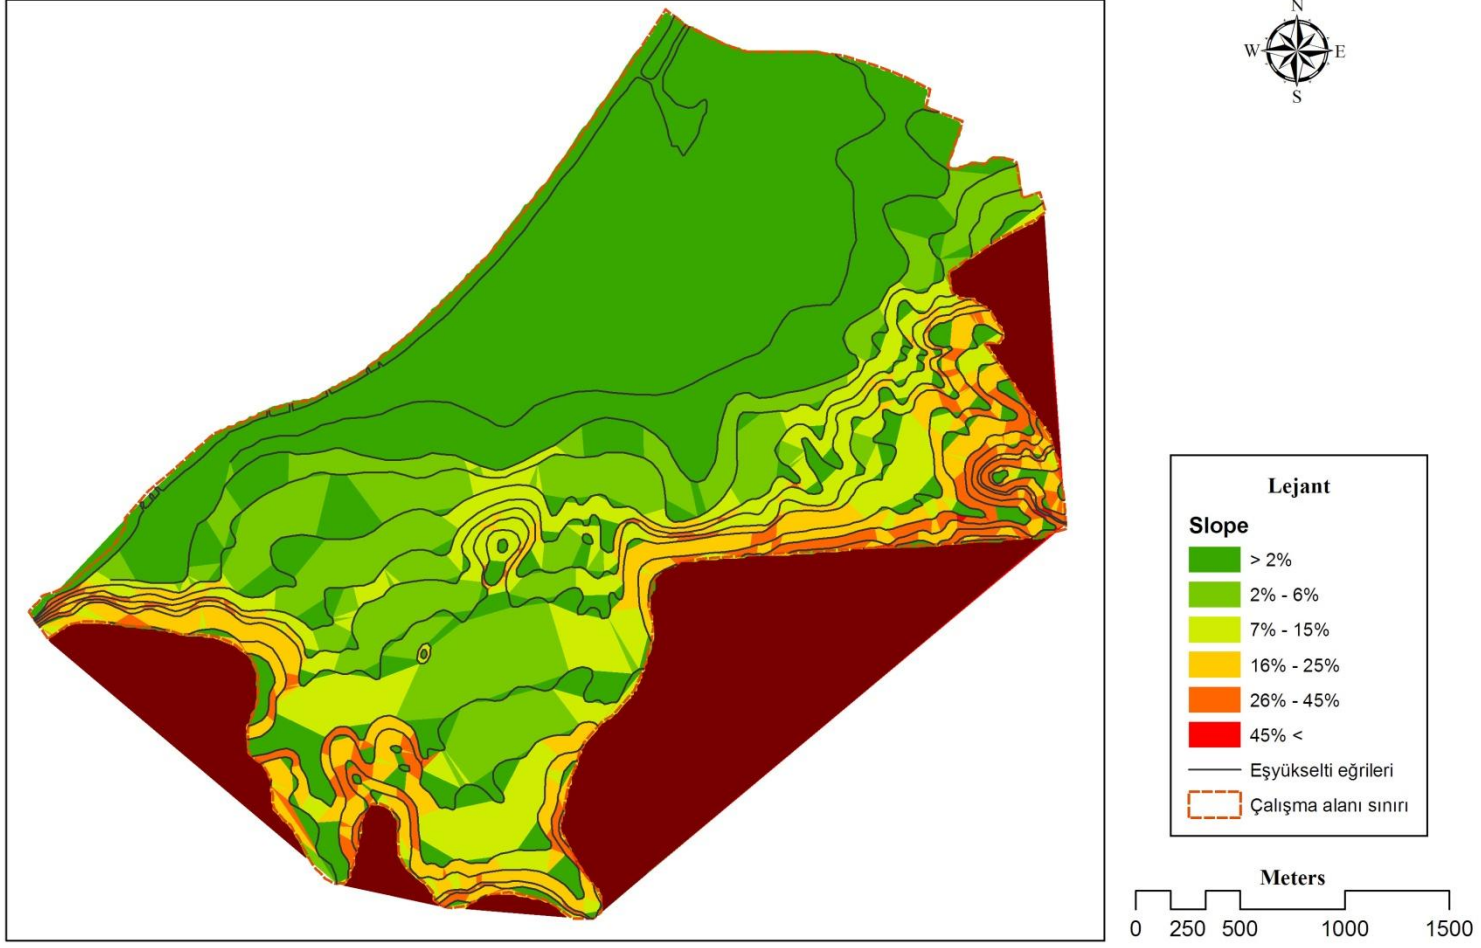 N
W E
S
Lejant
Slope
> 2%
2% - 6%
7% - 15%
16% - 25%
26% - 45%
45% <
Eşyükselti eğrileri
Çalışma alanı sınırı
Meters
0 250 500 1000 1500